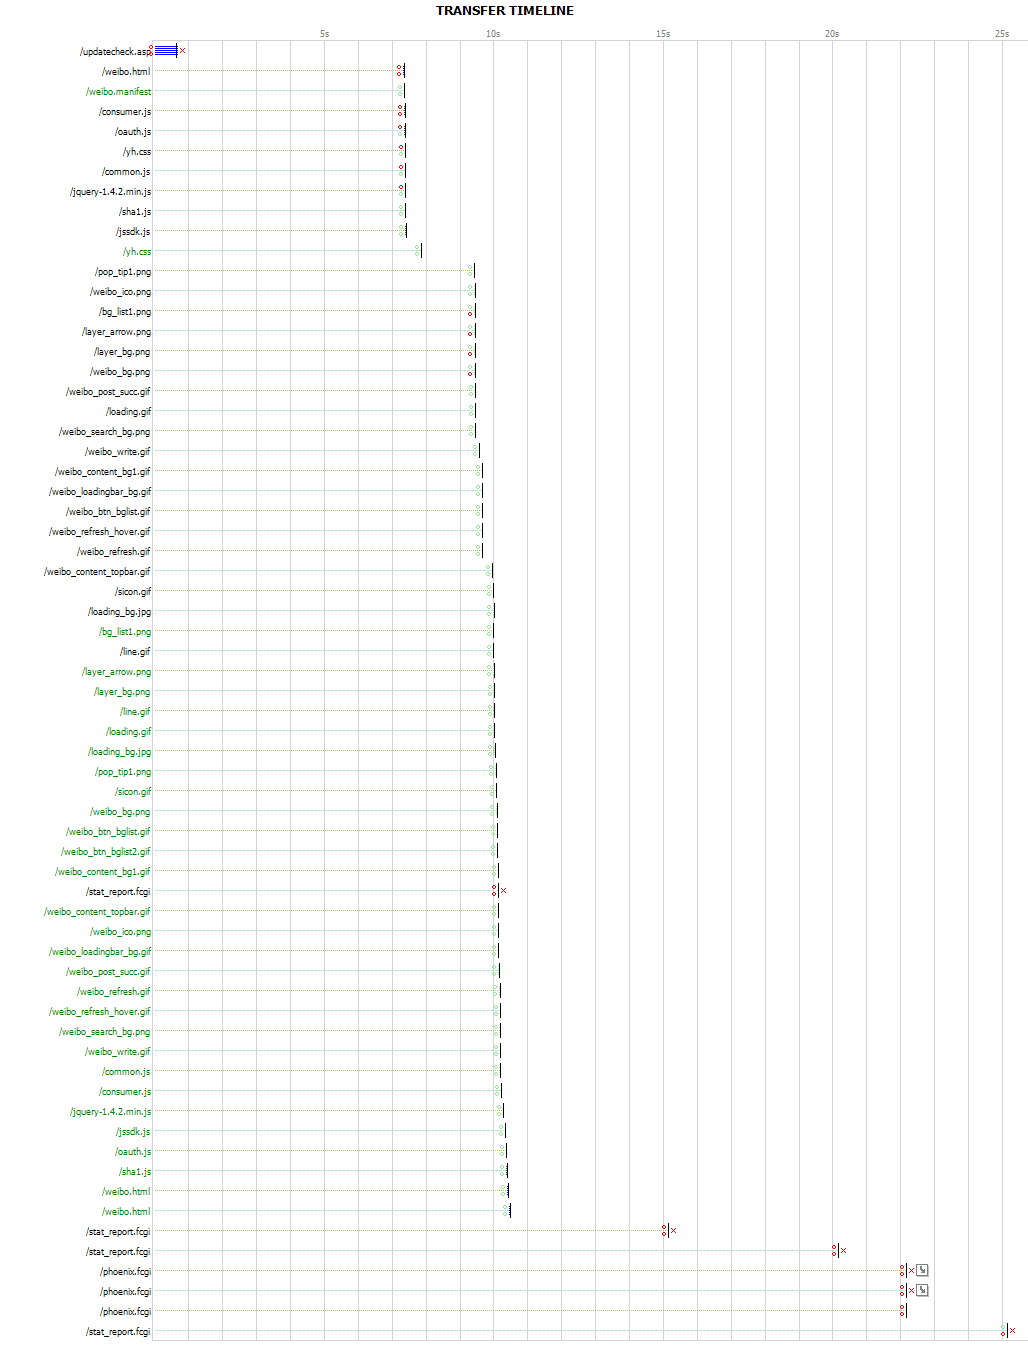 TRANSFER TIMELINE
5s 10s 15s 20s 25s
/updatecheck.asp
/weibo.html
/weibo.manifest
/consumer.js
/oauth.js
/yh.css
/common.js
/jquery-1.4.2.min.js
/sha1.js
/jssdk.js
/yh.css
/pop_tip1.png
/weibo_ico.png
/bg_list1.png
/layer_arrow.png
/layer_bg.png
/weibo_bg.png
/weibo_post_succ.gif
/loading.gif
/weibo_search_bg.png
/weibo_write.gif
/weibo_content_bg1.gif
/weibo_loadingbar_bg.gif
/weibo_btn_bglist.gif
/weibo_refresh_hover.gif
/weibo_refresh.gif
/weibo_content_topbar.gif
/sicon.gif
/loading_bg.jpg
/bg_list1.png
/line.gif
/layer_arrow.png
/layer_bg.png
/line.gif
/loading.gif
/loading_bg.jpg
/pop_tip1.png
/sicon.gif
/weibo_bg.png
/weibo_btn_bglist.gif
/weibo_btn_bglist2.gif
/weibo_content_bg1.gif
/stat_report.fcgi
/weibo_content_topbar.gif
/weibo_ico.png
/weibo_loadingbar_bg.gif
/weibo_post_succ.gif
/weibo_refresh.gif
/weibo_refresh_hover.gif
/weibo_search_bg.png
/weibo_write.gif
/common.js
/consumer.js
/jquery-1.4.2.min.js
/jssdk.js
/oauth.js
/sha1.js
/weibo.html
/weibo.html
/stat_report.fcgi
/stat_report.fcgi
/phoenix.fcgi
/phoenix.fcgi
/phoenix.fcgi
/stat_report.fcgi